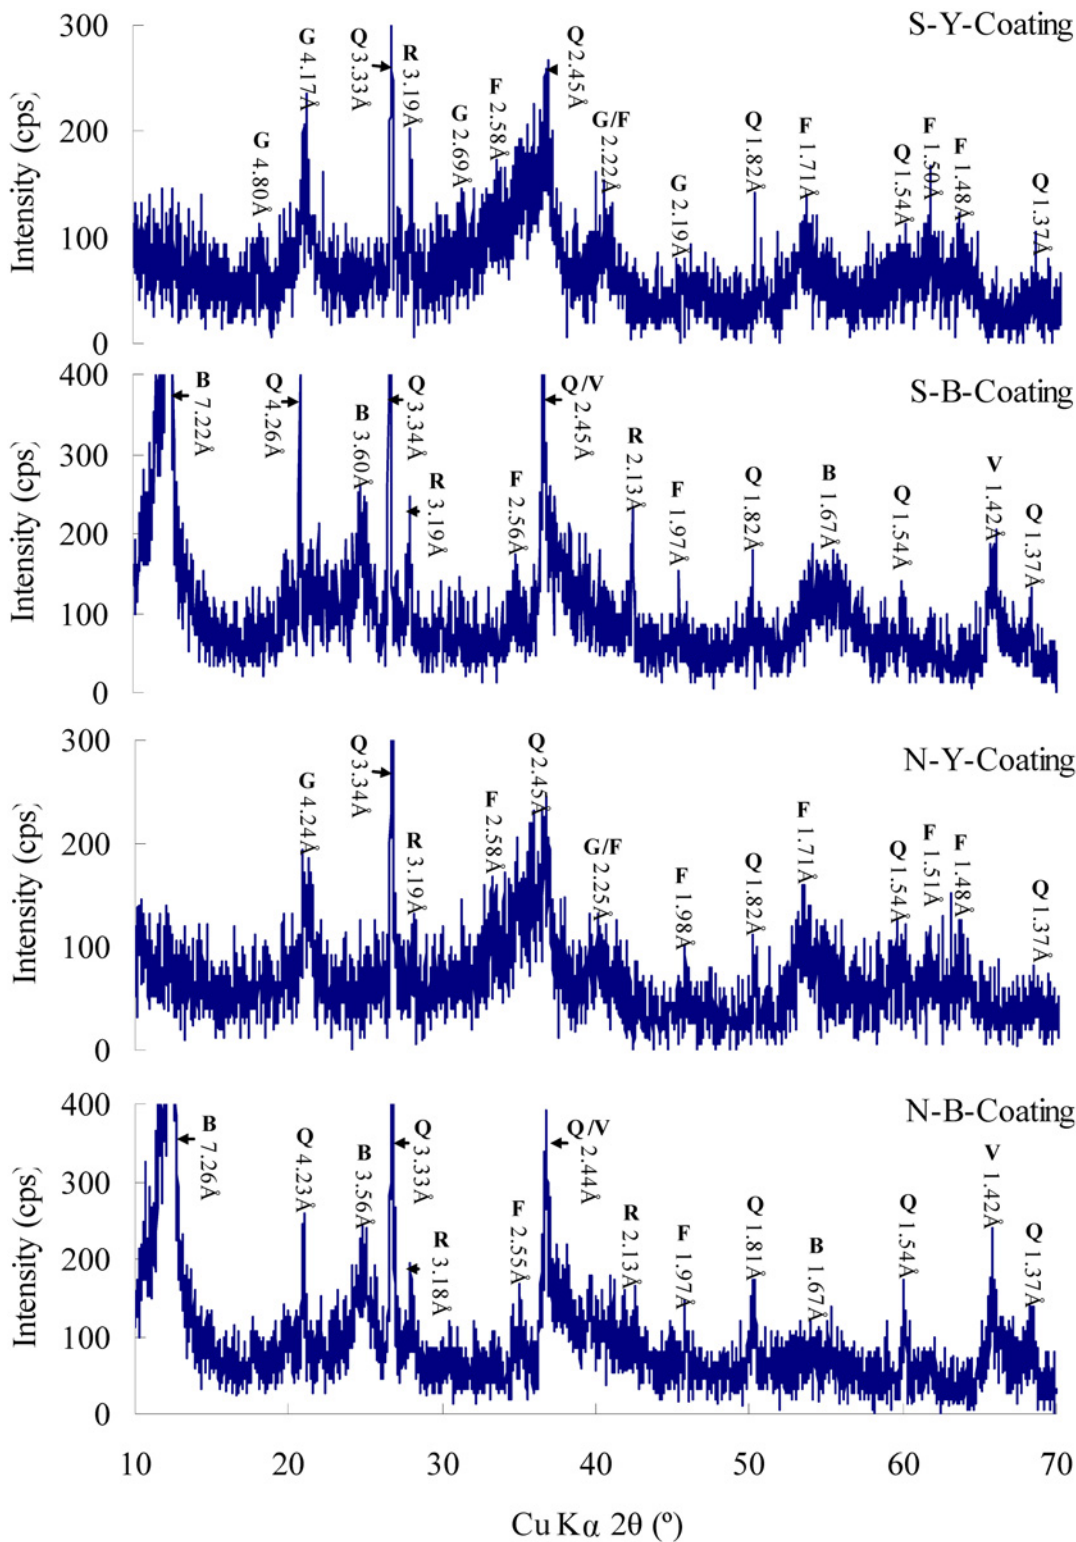 S-Y-Coating
Intensity (cps)
300
200
100
0
G 4.80Å
G 4.17Å
Q 3.33Å
R 3.19Å
G 2.69Å
F 2.58Å
Q 2.45Å
G/F 2.22Å
G 2.19Å
Q 1.82Å
F 1.71Å
Q 1.54Å
F 1.50Å
F 1.48Å
Q 1.37Å
S-B-Coating
Intensity (cps)
400
300
200
100
0
B 7.22Å
Q 4.26Å
B 3.60Å
Q 3.34Å
R 3.19Å
F 2.56Å
Q/V 2.45Å
R 2.13Å
F 1.97Å
Q 1.82Å
B 1.67Å
Q 1.54Å
V 1.42Å
Q 1.37Å
N-Y-Coating
Intensity (cps)
300
200
100
0
G 4.24Å
Q 3.34Å
R 3.19Å
F 2.58Å
Q 2.45Å
G/F 2.25Å
F 1.98Å
Q 1.82Å
F 1.71Å
Q 1.54Å
F 1.51Å
F 1.48Å
Q 1.37Å
N-B-Coating
Intensity (cps)
400
300
200
100
0
B 7.26Å
Q 4.23Å
B 3.56Å
Q 3.33Å
R 3.18Å
F 2.55Å
Q/V 2.44Å
R 2.13Å
F 1.97Å
Q 1.81Å
B 1.67Å
Q 1.54Å
V 1.42Å
Q 1.37Å
10 20 30 40 50 60 70
Cu Kα 2θ (º)